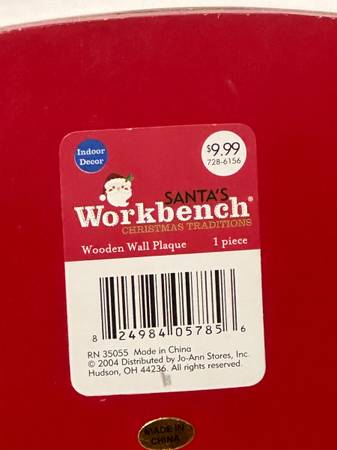 Indoor
Decor
$9.99
728-6156
SANTA'S
Workbench®
CHRISTMAS TRADITIONS
Wooden Wall Plaque 1 piece
8 24984 05785 6
RN 35055 Made in China
© 2004 Distributed by Jo-Ann Stores, Inc.
Hudson, OH 44236. All rights reserved.
MADE IN
CHINA